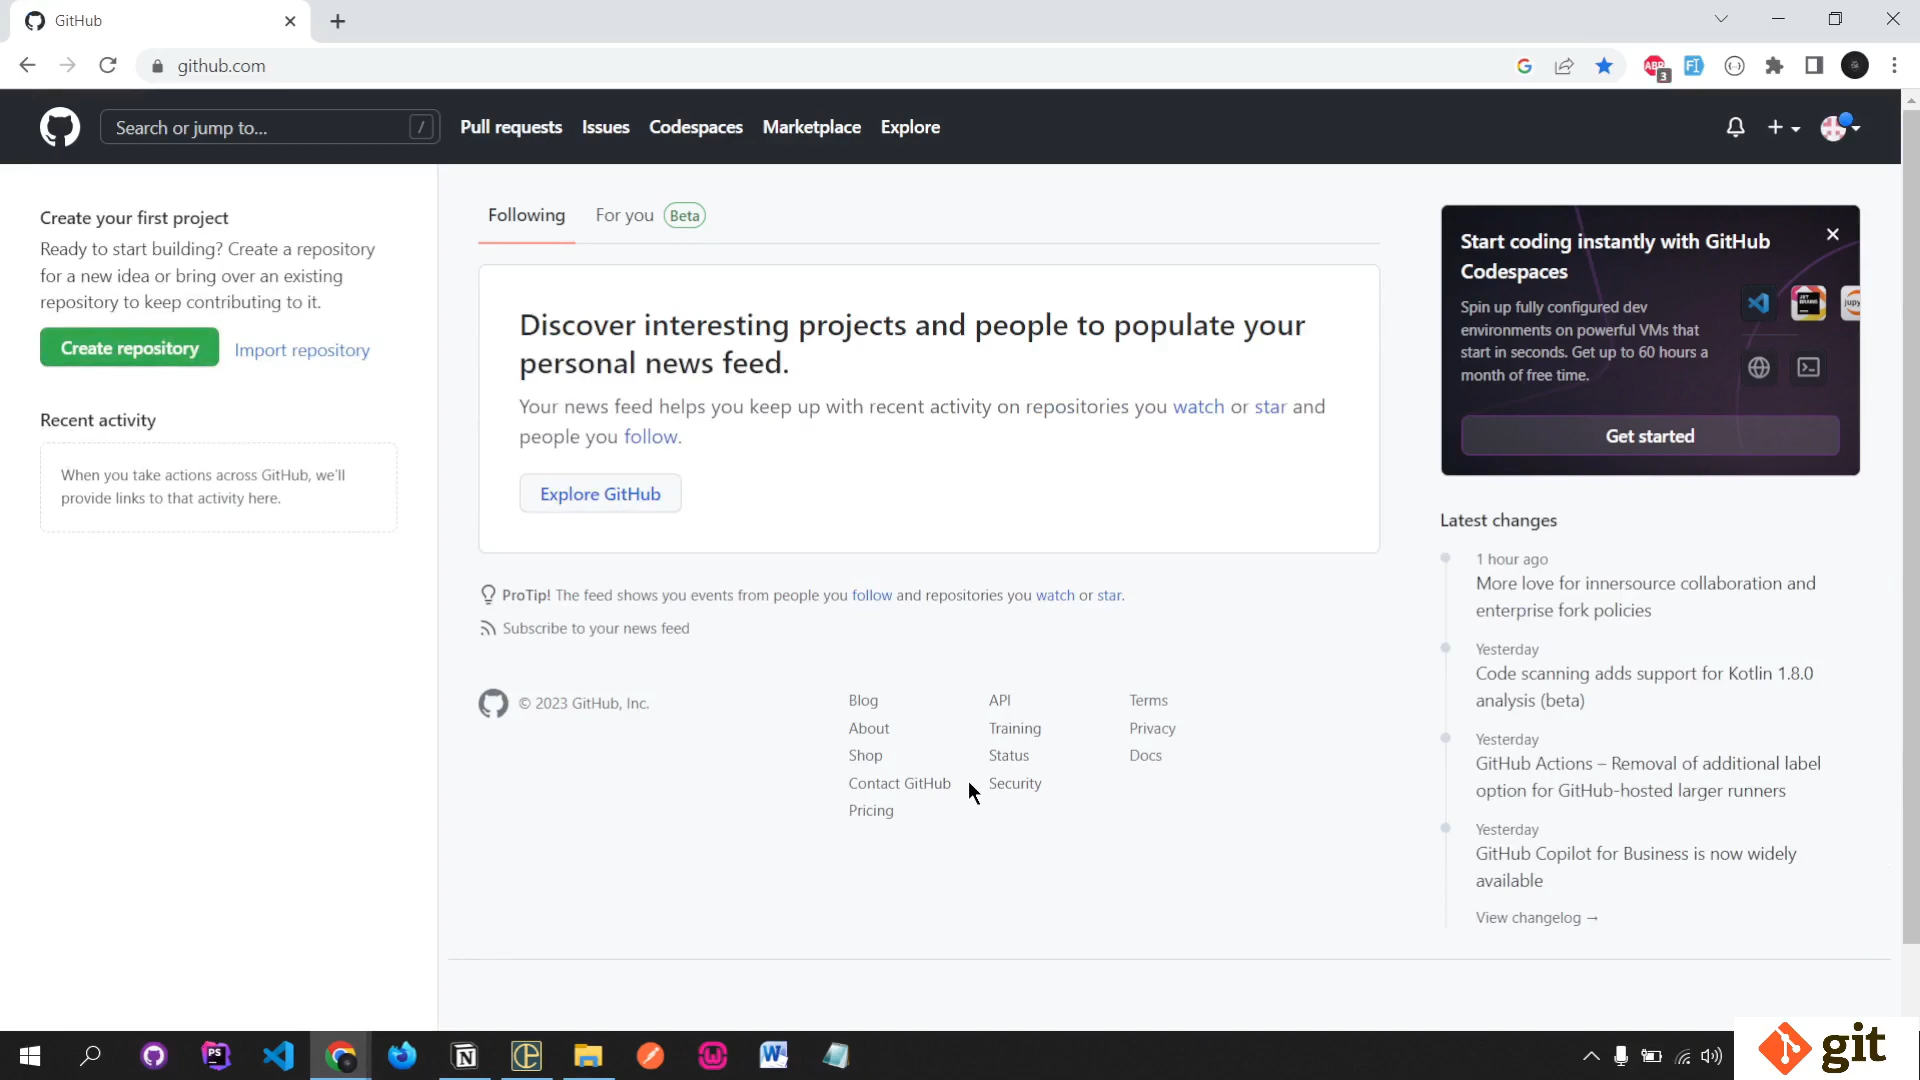 GitHub
github.com
ABP
3
Search or jump to...
/
Pull requests
Issues
Codespaces
Marketplace
Explore
Create your first project
Ready to start building? Create a repository
for a new idea or bring over an existing
repository to keep contributing to it.
Create repository
Import repository
Recent activity
When you take actions across GitHub, we'll
provide links to that activity here.
Following
For you
Beta
Discover interesting projects and people to populate your
personal news feed.
Your news feed helps you keep up with recent activity on repositories you watch or star and
people you follow.
Explore GitHub
ProTip! The feed shows you events from people you follow and repositories you watch or star.
Subscribe to your news feed
© 2023 GitHub, Inc.
Blog
About
Shop
Contact GitHub
Pricing
API
Training
Status
Security
Terms
Privacy
Docs
Start coding instantly with GitHub
Codespaces
Spin up fully configured dev
environments on powerful VMs that
start in seconds. Get up to 60 hours a
month of free time.
Get started
Latest changes
1 hour ago
More love for innersource collaboration and
enterprise fork policies
Yesterday
Code scanning adds support for Kotlin 1.8.0
analysis (beta)
Yesterday
GitHub Actions – Removal of additional label
option for GitHub-hosted larger runners
Yesterday
GitHub Copilot for Business is now widely
available
View changelog →
PS
git